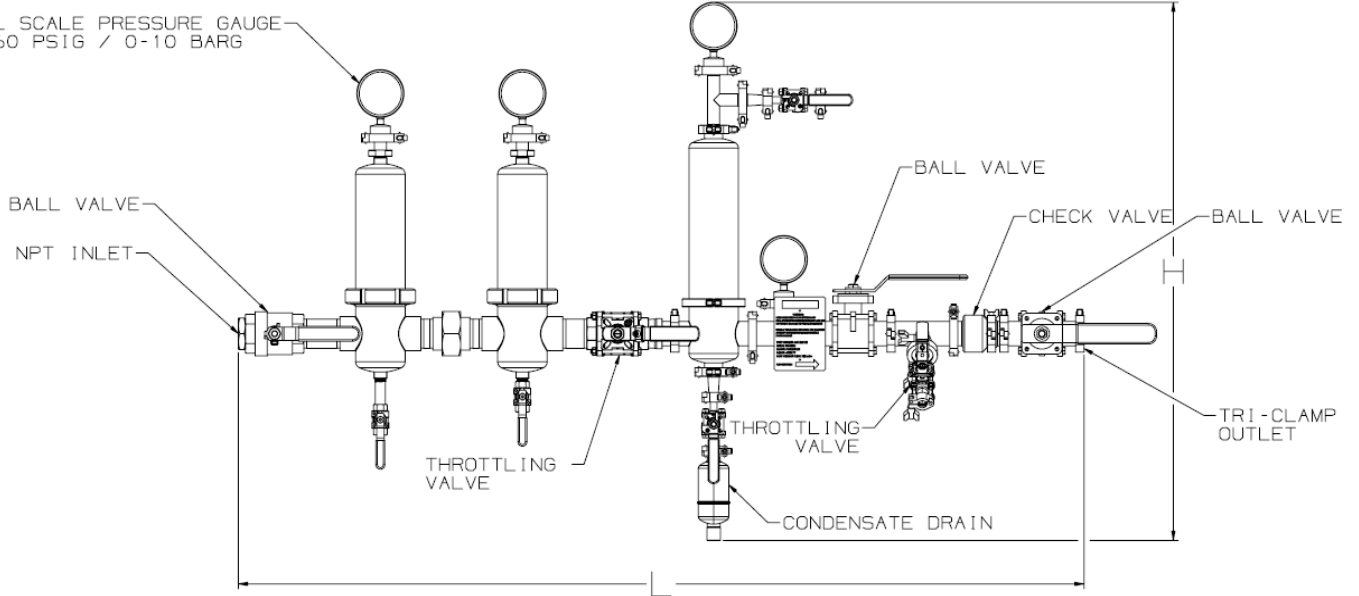 L SCALE PRESSURE GAUGE
60 PSIG / 0-10 BARG
BALL VALVE
NPT INLET
BALL VALVE
CHECK VALVE
BALL VALVE
H
THROTTLING
VALVE
THROTTLING
VALVE
TRI-CLAMP
OUTLET
CONDENSATE DRAIN
L